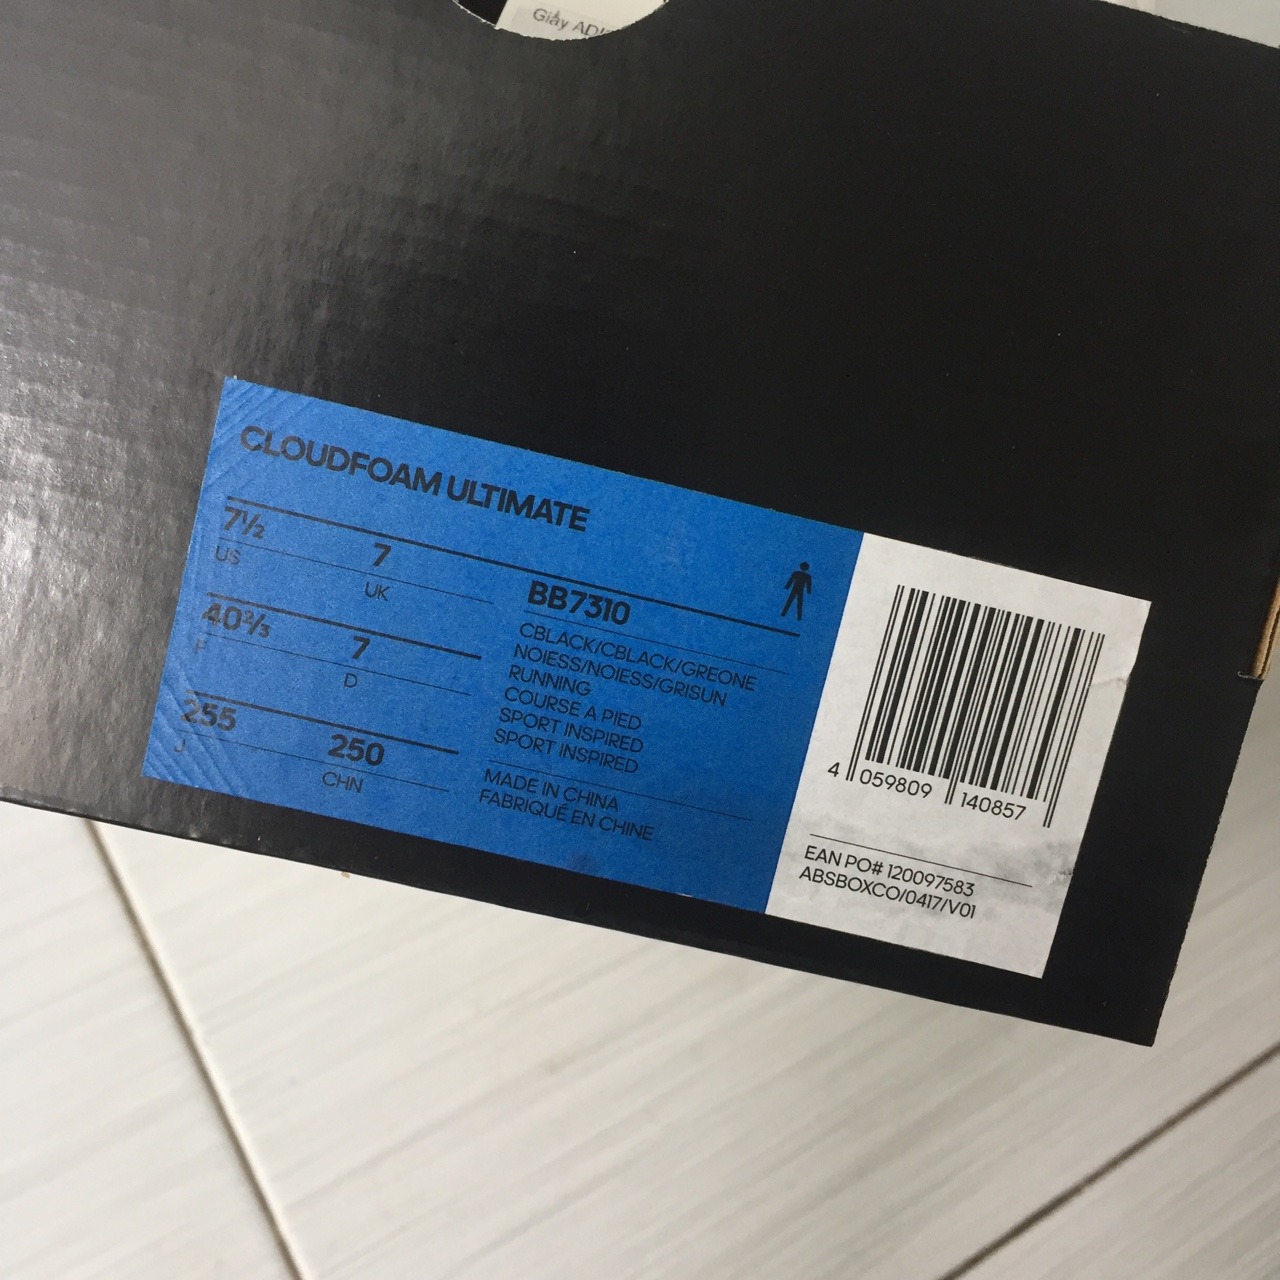 Giầy
CLOUDFOAM ULTIMATE
7½ 7
US UK
40⅔ 7
F D
255 250
J CHN
BB7310
CBLACK/CBLACK/GREONE
NOIESS/NOIESS/GRISUN
RUNNING
COURSE A PIED
SPORT INSPIRED
SPORT INSPIRED
MADE IN CHINA
FABRIQUÉ EN CHINE
4 059809 140857
EAN PO# 120097583
ABSBOXCO/0417/V01